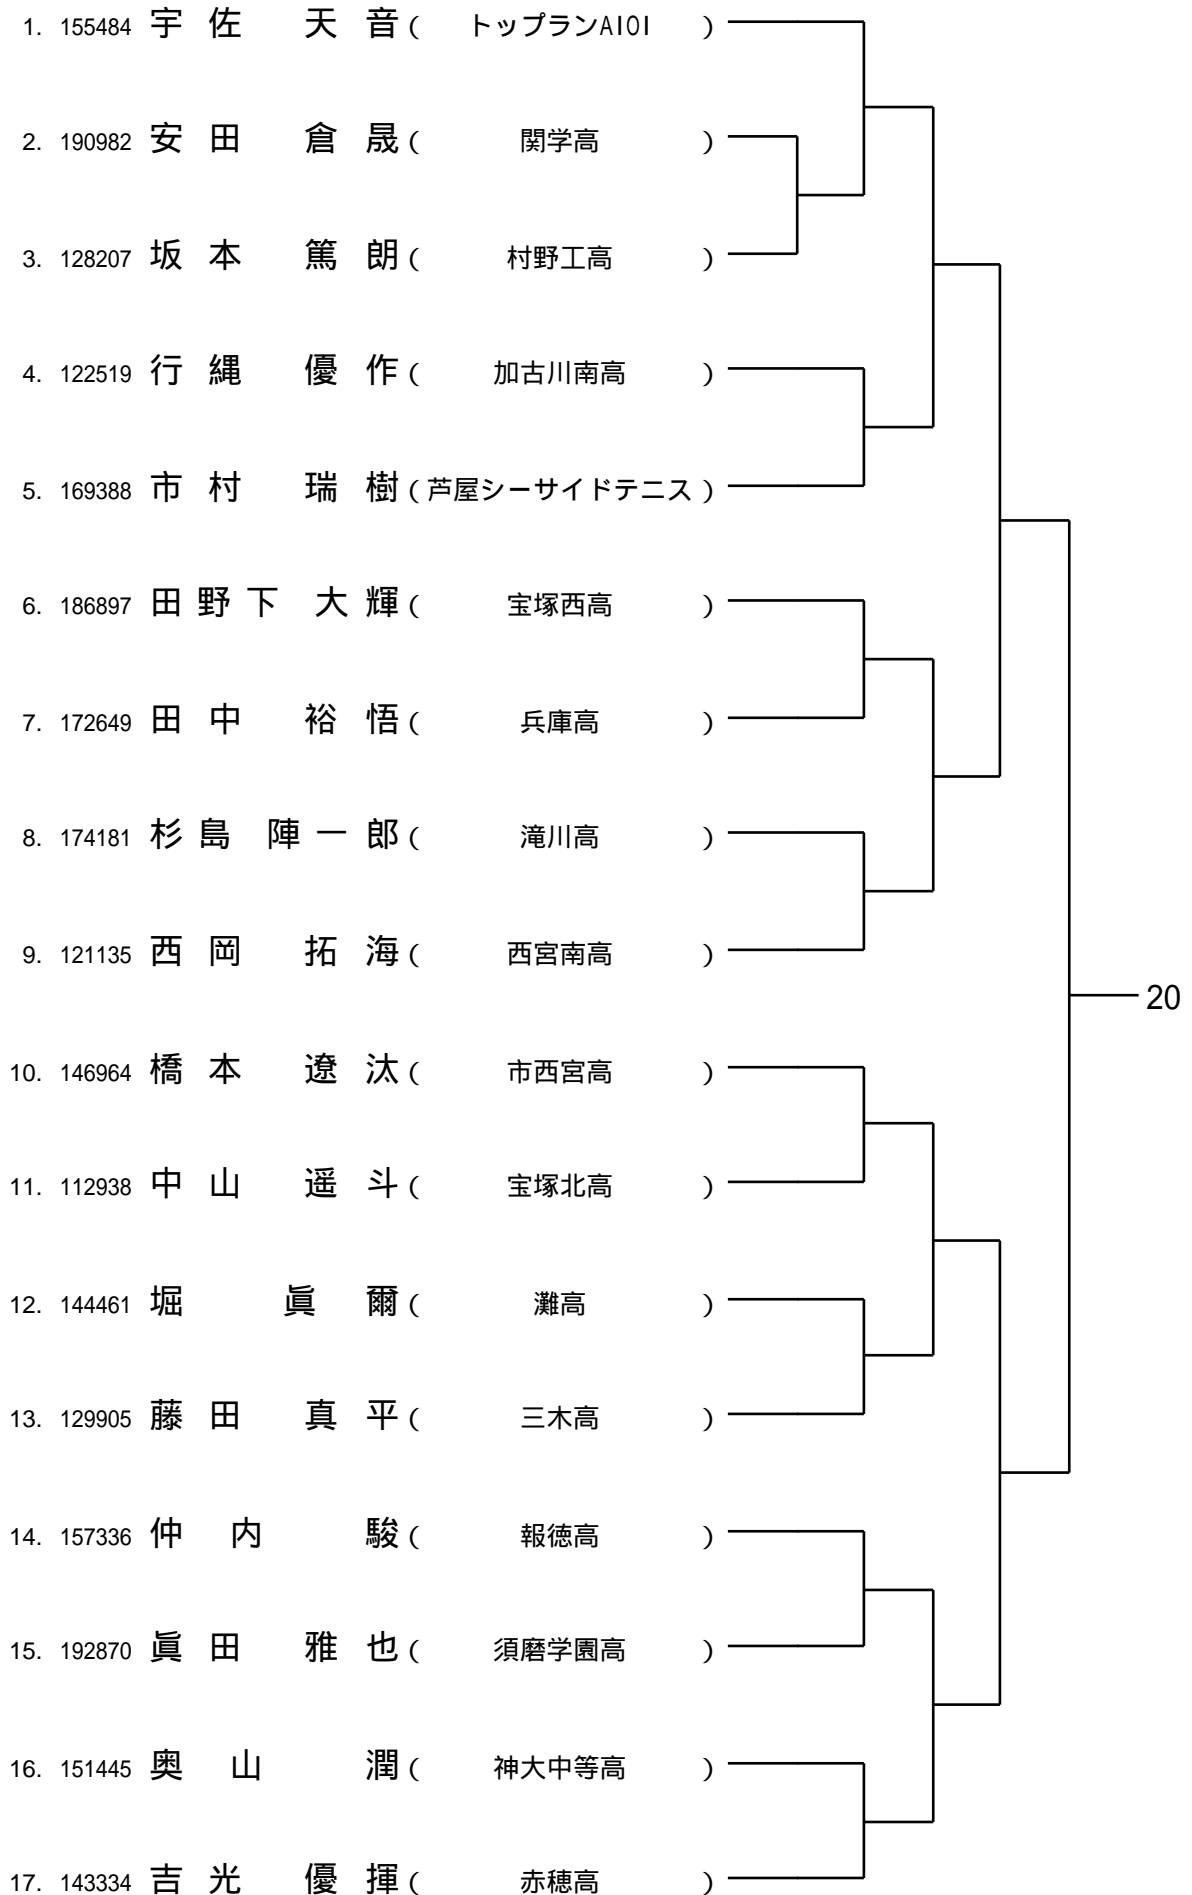 1. 155484 宇佐 天音 ( トップランAIOI )
2. 190982 安田 倉晟 ( 関学高 )
3. 128207 坂本 篤朗 ( 村野工高 )
4. 122519 行縄 優作 ( 加古川南高 )
5. 169388 市村 瑞樹 ( 芦屋シーサイドテニス )
6. 186897 田野下 大輝 ( 宝塚西高 )
7. 172649 田中 裕悟 ( 兵庫高 )
8. 174181 杉島 陣一郎 ( 滝川高 )
9. 121135 西岡 拓海 ( 西宮南高 )
20
10. 146964 橋本 遼汰 ( 市西宮高 )
11. 112938 中山 遥斗 ( 宝塚北高 )
12. 144461 堀 眞爾 ( 灘高 )
13. 129905 藤田 真平 ( 三木高 )
14. 157336 仲内 駿 ( 報徳高 )
15. 192870 眞田 雅也 ( 須磨学園高 )
16. 151445 奥山 潤 ( 神大中等高 )
17. 143334 吉光 優揮 ( 赤穂高 )